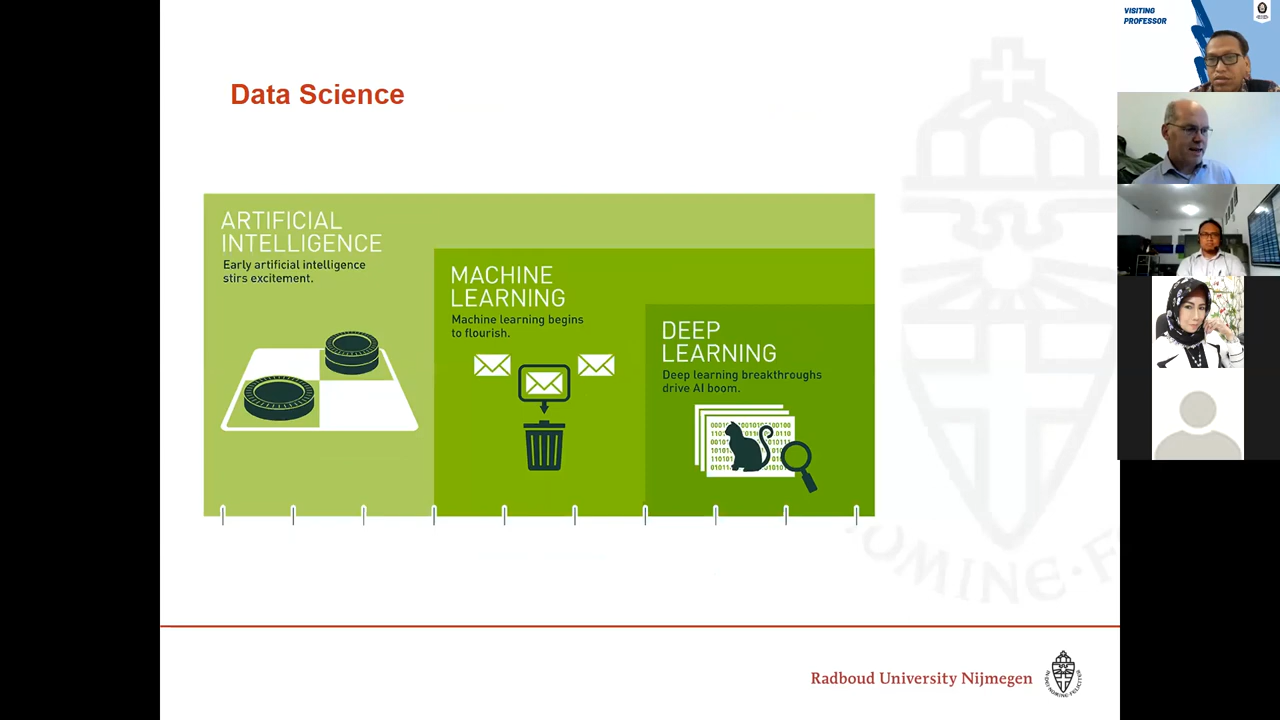 Data Science
ARTIFICIAL
INTELLIGENCE
Early artificial intelligence
stirs excitement.
MACHINE
LEARNING
Machine learning begins
to flourish.
DEEP
LEARNING
Deep learning breakthroughs
drive AI boom.
VISITING
PROFESSOR
OMINE·F
Radboud University Nijmegen